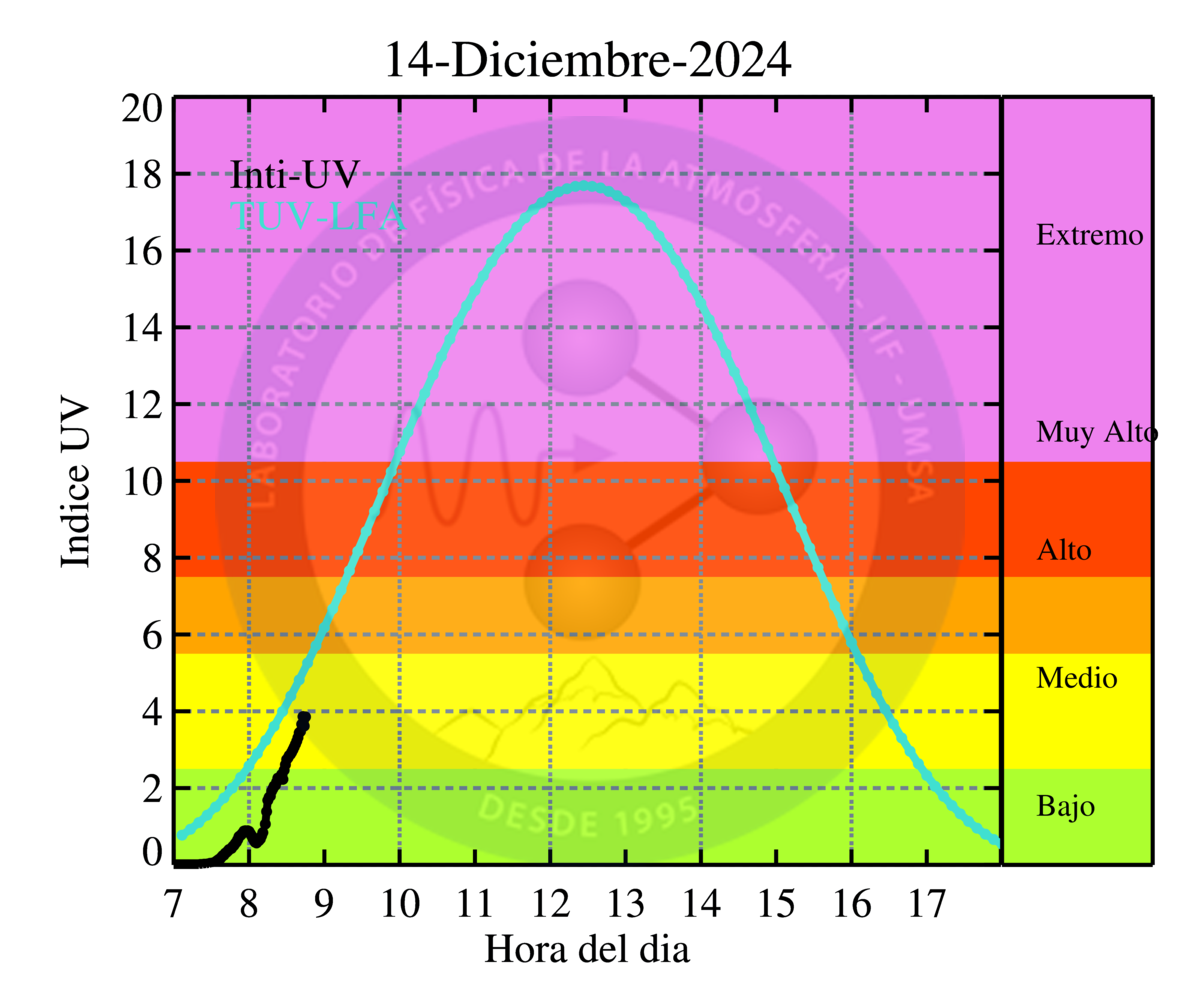 14-Diciembre-2024
20
18
16
14
12
10
8
6
4
2
0
Indice UV
Inti-UV
TUV-LFA
LABORATORIO DE FÍSICA DE LA ATMÓSFERA - IIF - UMSA
DESDE 1995
Extremo
Muy Alto
Alto
Medio
Bajo
7 8 9 10 11 12 13 14 15 16 17
Hora del dia